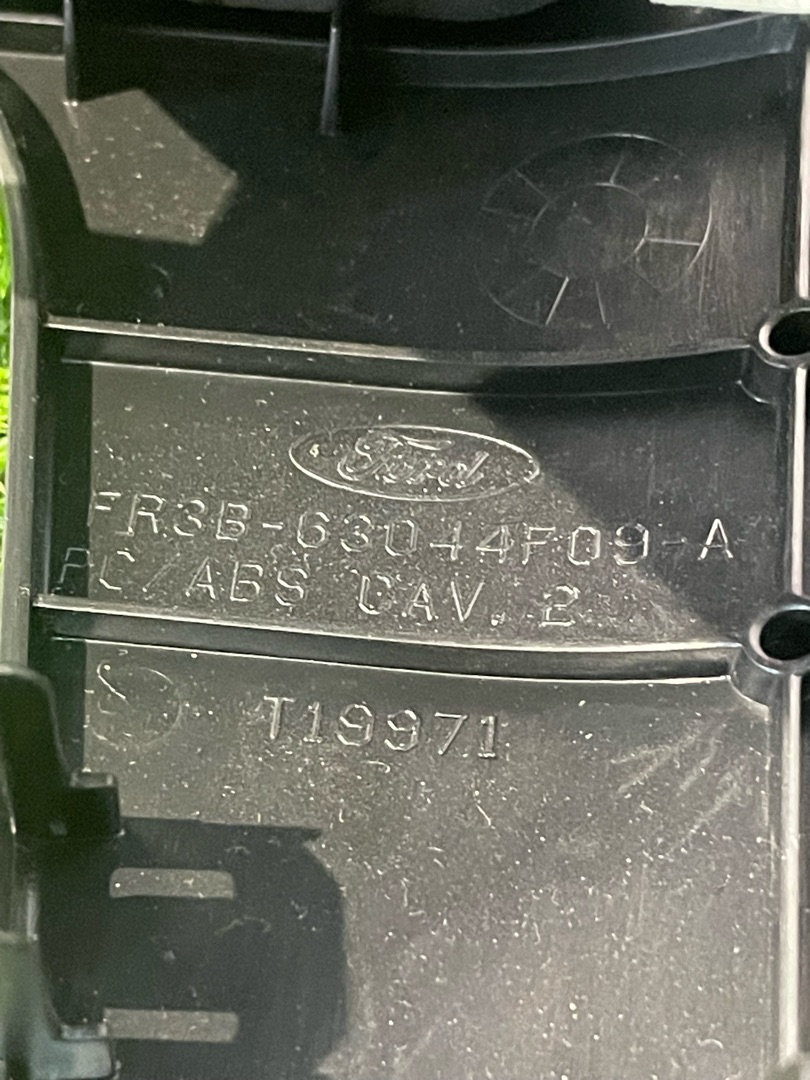 Ford
FR3B-63044F09-A
PC/ABS CAV. 2
T19971